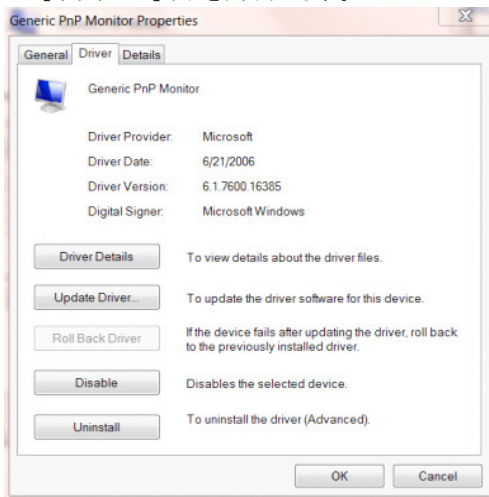 Generic PnP Monitor Properties
General Driver Details
Generic PnP Monitor
Driver Provider: Microsoft
Driver Date: 6/21/2006
Driver Version: 6.1.7600.16385
Digital Signer: Microsoft Windows
Driver Details To view details about the driver files.
Update Driver... To update the driver software for this device.
Roll Back Driver If the device fails after updating the driver, roll back
to the previously installed driver.
Disable Disables the selected device.
Uninstall To uninstall the driver (Advanced).
OK Cancel